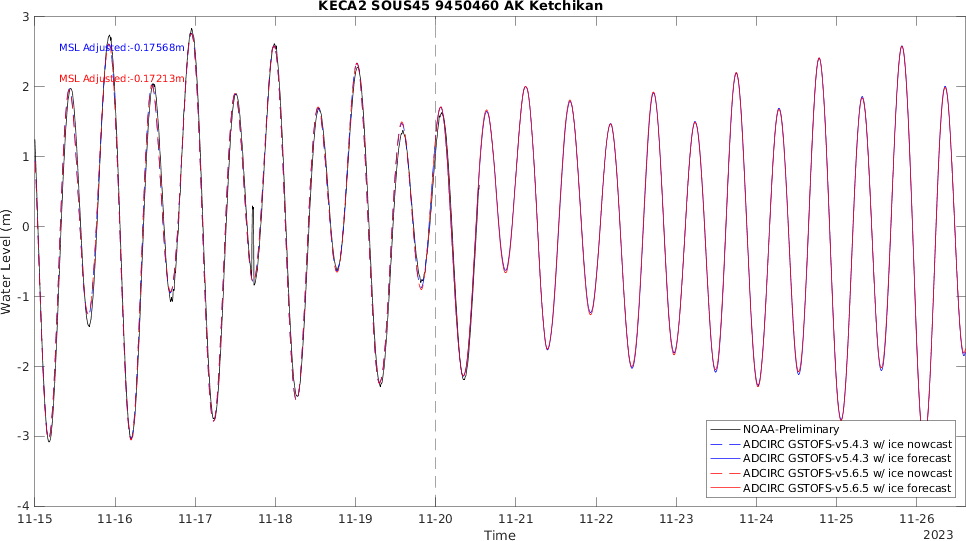 KECA2 SOUS45 9450460 AK Ketchikan
3
2
1
0
-1
-2
-3
-4
Water Level (m)
MSL Adjusted:-0.17568m
MSL Adjusted:-0.17213m
NOAA-Preliminary
ADCIRC GSTOFS-v5.4.3 w/ ice nowcast
ADCIRC GSTOFS-v5.4.3 w/ ice forecast
ADCIRC GSTOFS-v5.6.5 w/ ice nowcast
ADCIRC GSTOFS-v5.6.5 w/ ice forecast
11-15 11-16 11-17 11-18 11-19 11-20 11-21 11-22 11-23 11-24 11-25 11-26
Time
2023